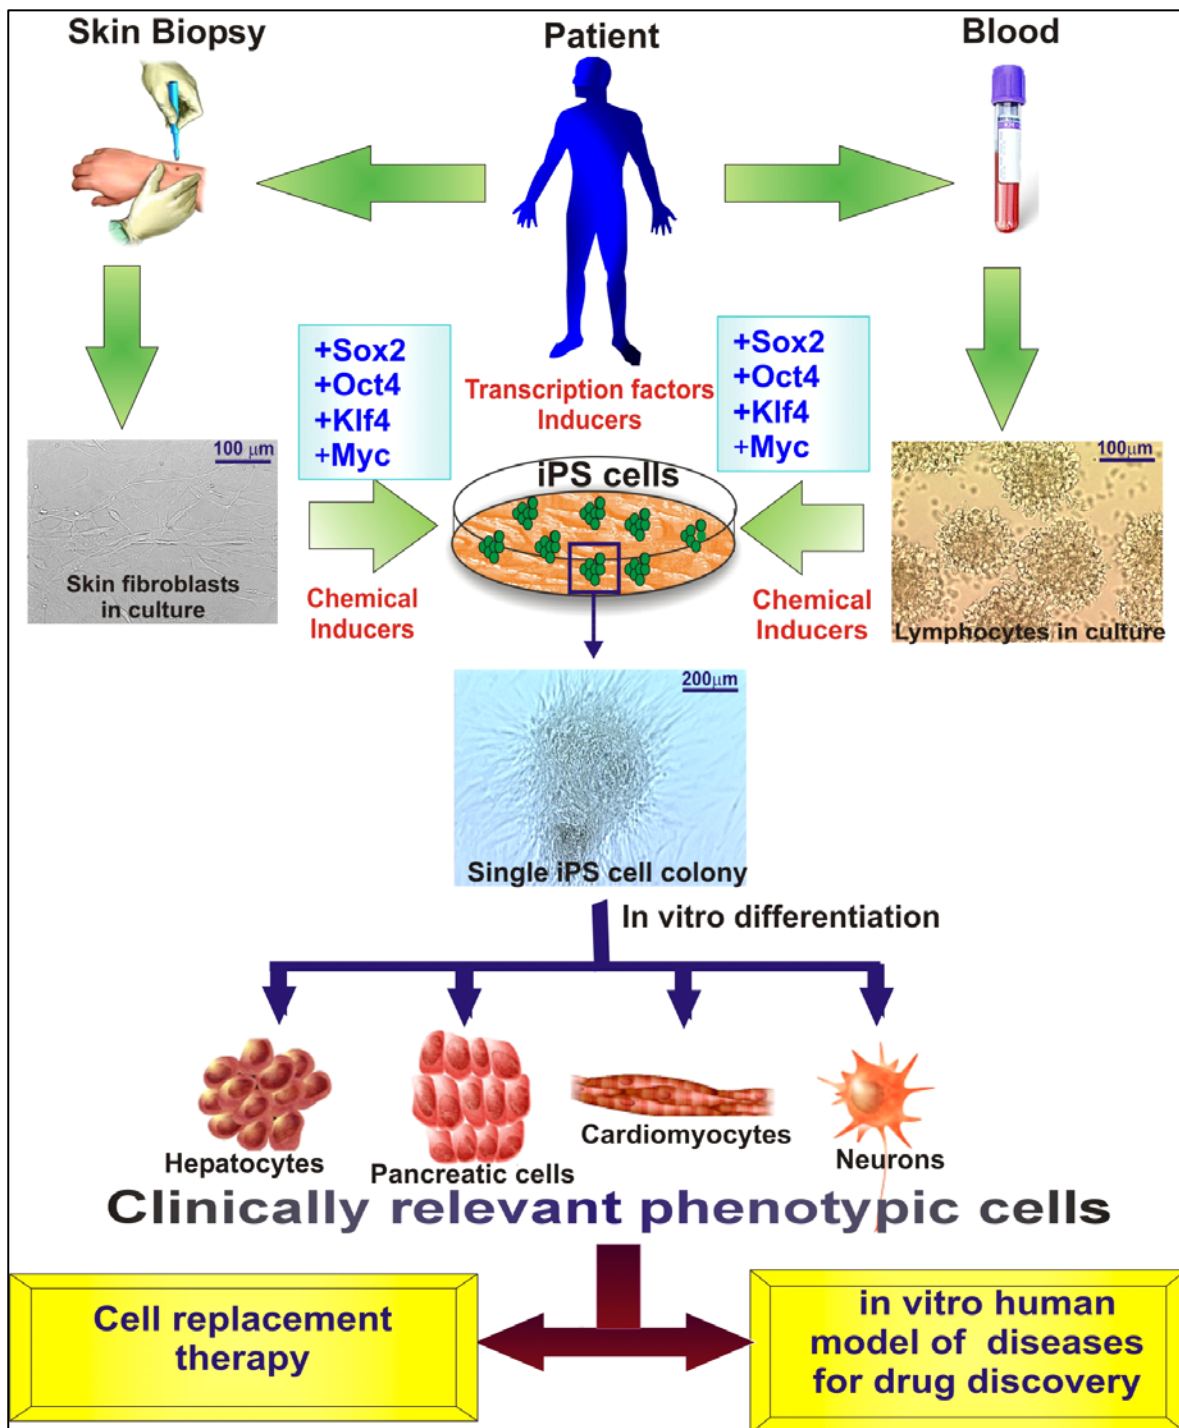 Skin Biopsy
Patient
Blood
+Sox2
+Oct4
+Klf4
+Myc
Transcription factors
Inducers
+Sox2
+Oct4
+Klf4
+Myc
100 μm
Skin fibroblasts
in culture
iPS cells
100μm
Lymphocytes in culture
Chemical
Inducers
Chemical
Inducers
200μm
Single iPS cell colony
In vitro differentiation
Hepatocytes
Pancreatic cells
Cardiomyocytes
Neurons
Clinically relevant phenotypic cells
Cell replacement
therapy
in vitro human
model of diseases
for drug discovery